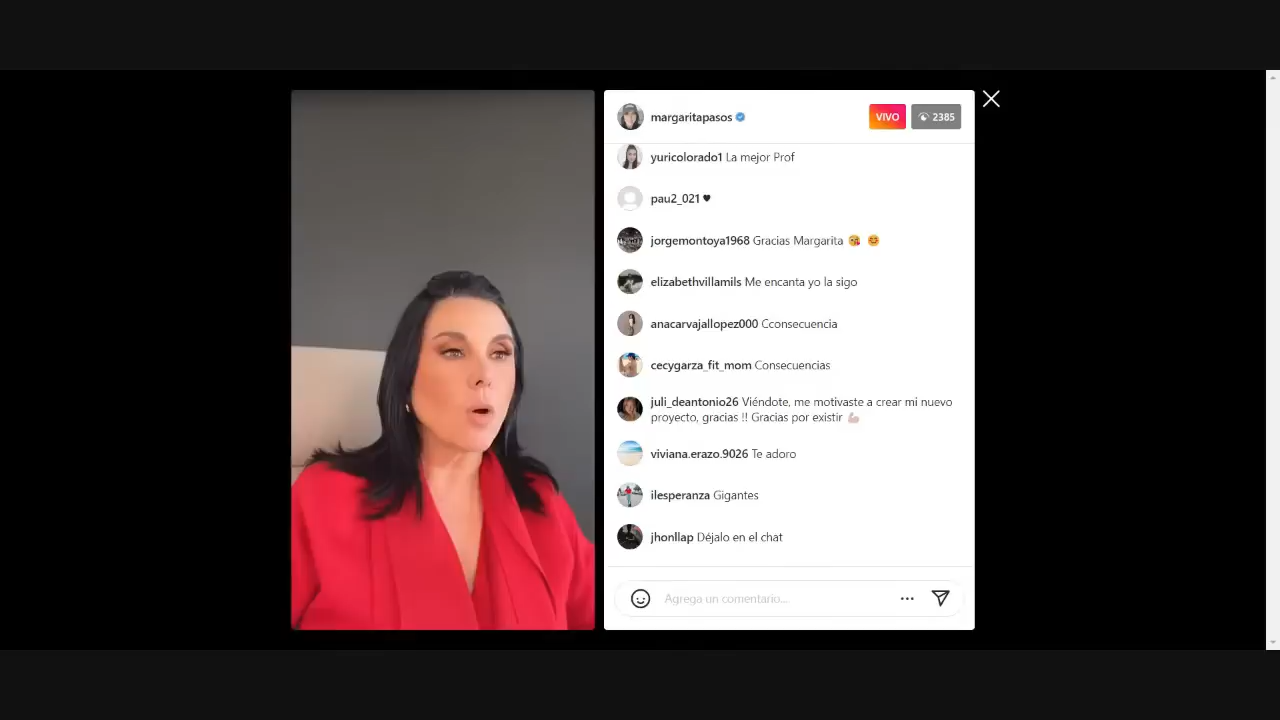 margaritapasos
VIVO
2385
yuricolorado1 La mejor Prof
pau2_021 🖤
jorgemontoya1968 Gracias Margarita 😘 😊
elizabethvillamils Me encanta yo la sigo
anacarvajallopez000 Cconsecuencia
cecygarza_fit_mom Consecuencias
juli_deantonio26 Viéndote, me motivaste a crear mi nuevo
proyecto, gracias !! Gracias por existir 💪🏻
viviana.erazo.9026 Te adoro
ilesperanza Gigantes
jhonllap Déjalo en el chat
Agrega un comentario...